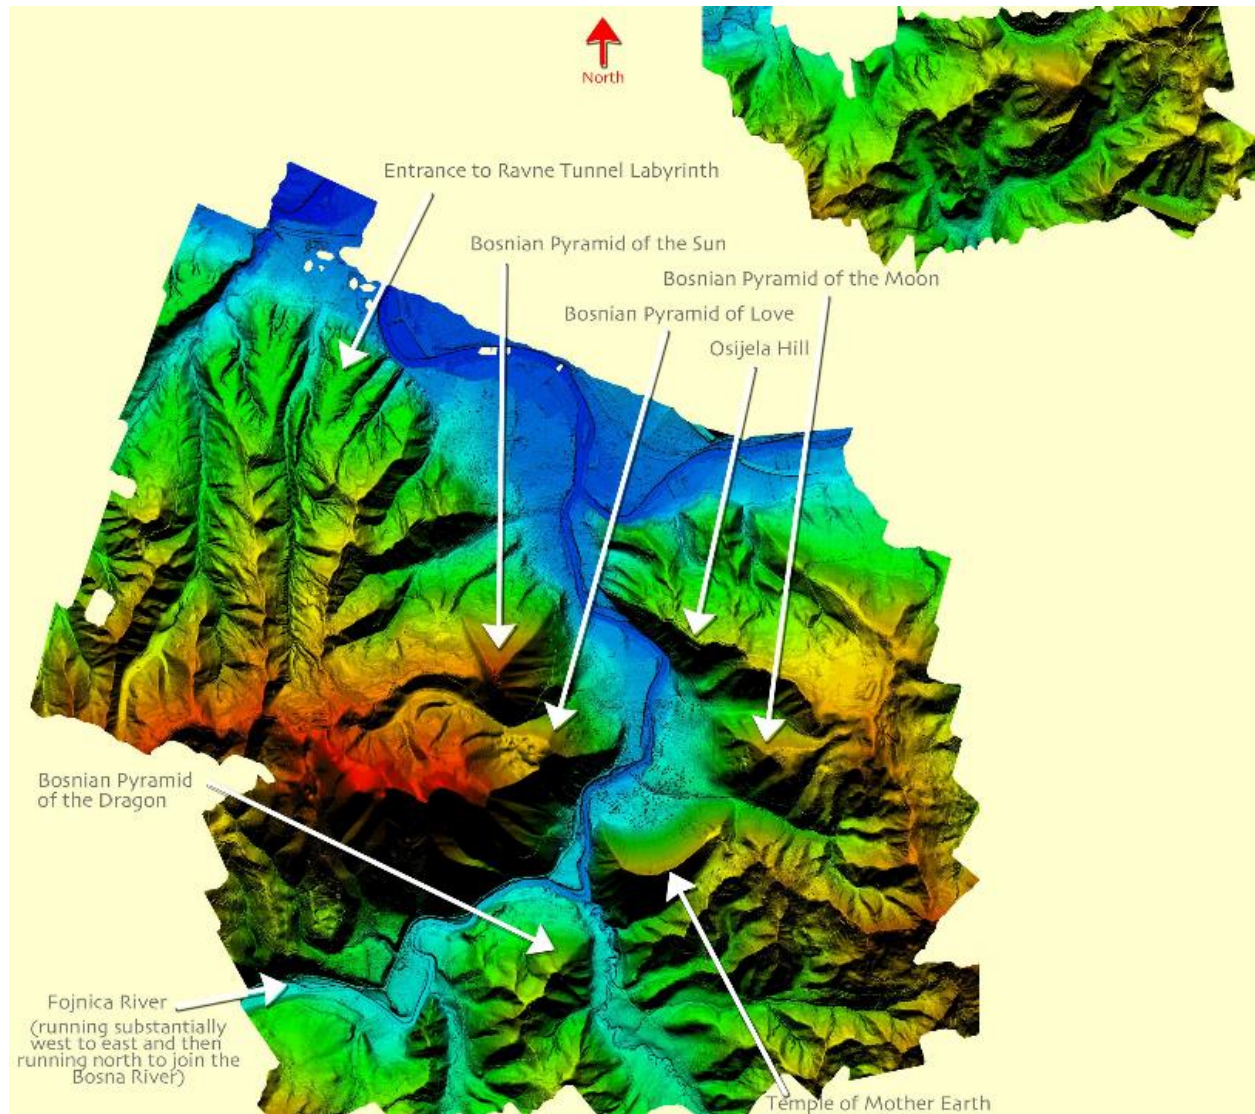 North
Entrance to Ravne Tunnel Labyrinth
Bosnian Pyramid of the Sun
Bosnian Pyramid of the Moon
Bosnian Pyramid of Love
Osijela Hill
Bosnian Pyramid
of the Dragon
Fojnica River
(running substantially
west to east and then
running north to join the
Bosna River)
Temple of Mother Earth